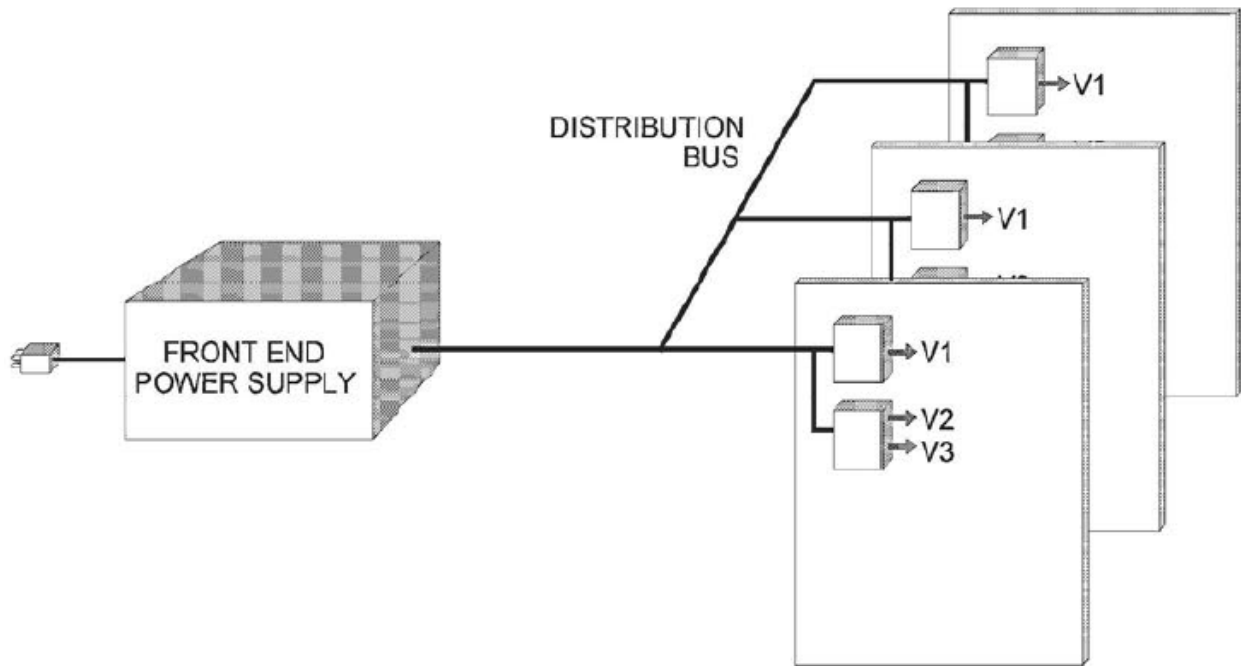 DISTRIBUTION
BUS
V1
V1
FRONT END
POWER SUPPLY
V1
V2
V3